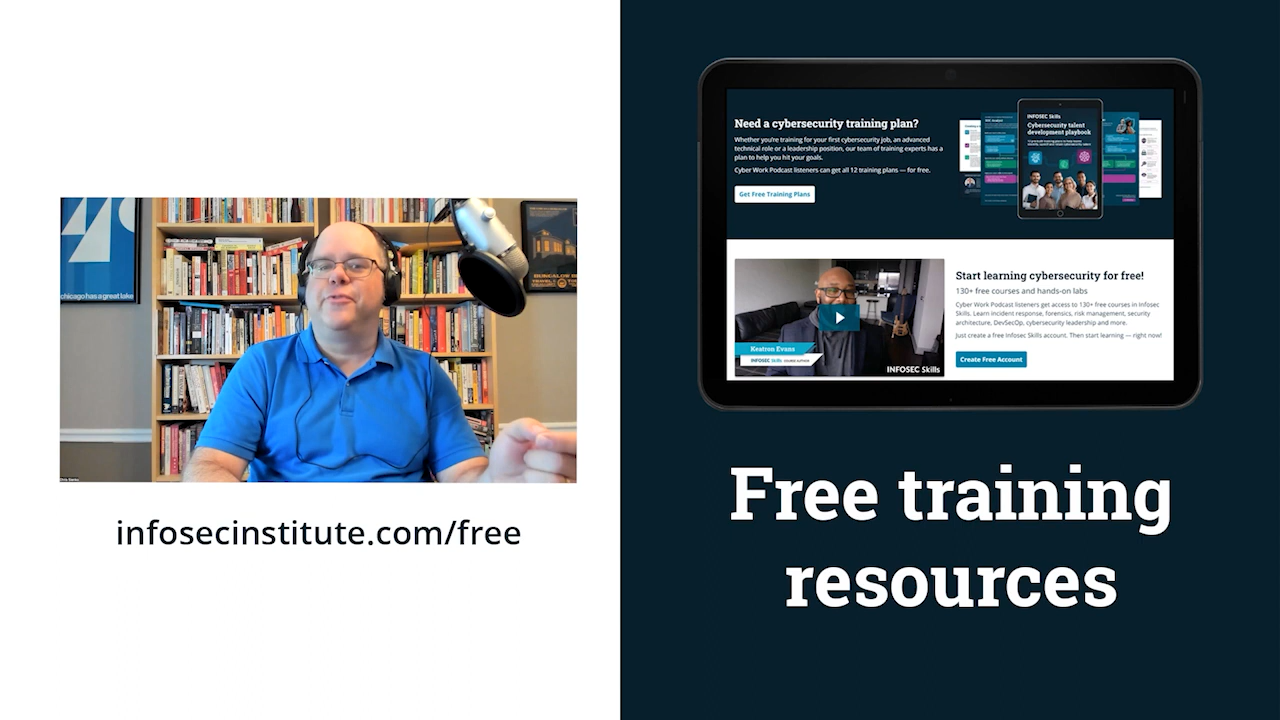 chicago has a great lake
infosecinstitute.com/free
Need a cybersecurity training plan?
Whether you're training for your first cybersecurity job, an advanced
technical role or a leadership position, our team of training experts has a
plan to help you hit your goals.
Cyber Work Podcast listeners can get all 12 training plans — for free.
Get Free Training Plans
INFOSEC Skills
Cybersecurity talent
development playbook
Keatron Evans
INFOSEC Skills COURSE AUTHOR
INFOSEC Skills
Start learning cybersecurity for free!
130+ free courses and hands-on labs
Cyber Work Podcast listeners get access to 130+ free courses in Infosec
Skills. Learn incident response, forensics, risk management, security
architecture, DevSecOp, cybersecurity leadership and more.
Just create a free Infosec Skills account. Then start learning — right now!
Create Free Account
Free training
resources